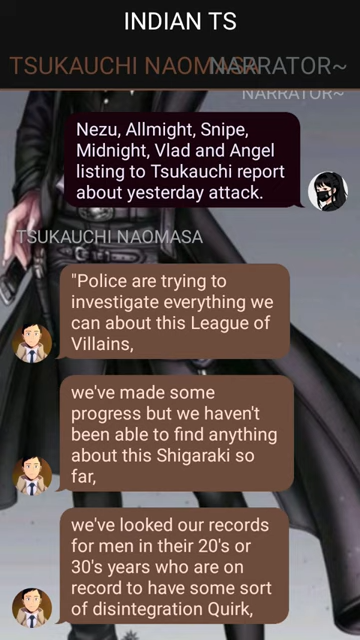 INDIAN TS
TSUKAUCHI NAOMASA
NARRATOR~
NARRATOR~
Nezu, Allmight, Snipe,
Midnight, Vlad and Angel
listing to Tsukauchi report
about yesterday attack.
TSUKAUCHI NAOMASA
"Police are trying to
investigate everything we
can about this League of
Villains,
we've made some
progress but we haven't
been able to find anything
about this Shigaraki so
far,
we've looked our records
for men in their 20's or
30's years who are on
record to have some sort
of disintegration Quirk,